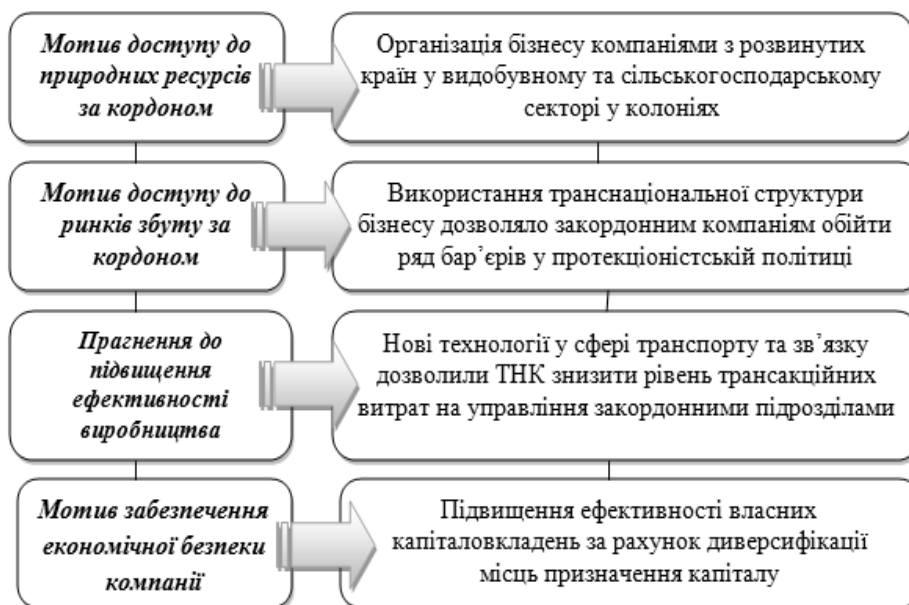 Мотив доступу до
природних ресурсів
за кордоном
Організація бізнесу компаніями з розвинутих
країн у видобувному та сільськогосподарському
секторі у колоніях
Мотив доступу до
ринків збуту за
кордоном
Використання транснаціональної структури
бізнесу дозволяло закордонним компаніям обійти
ряд бар’єрів у протекціоністській політиці
Прагнення до
підвищення
ефективності
виробництва
Нові технології у сфері транспорту та зв’язку
дозволили ТНК знизити рівень трансакційних
витрат на управління закордонними підрозділами
Мотив забезпечення
економічної безпеки
компанії
Підвищення ефективності власних
капіталовкладень за рахунок диверсифікації
місць призначення капіталу